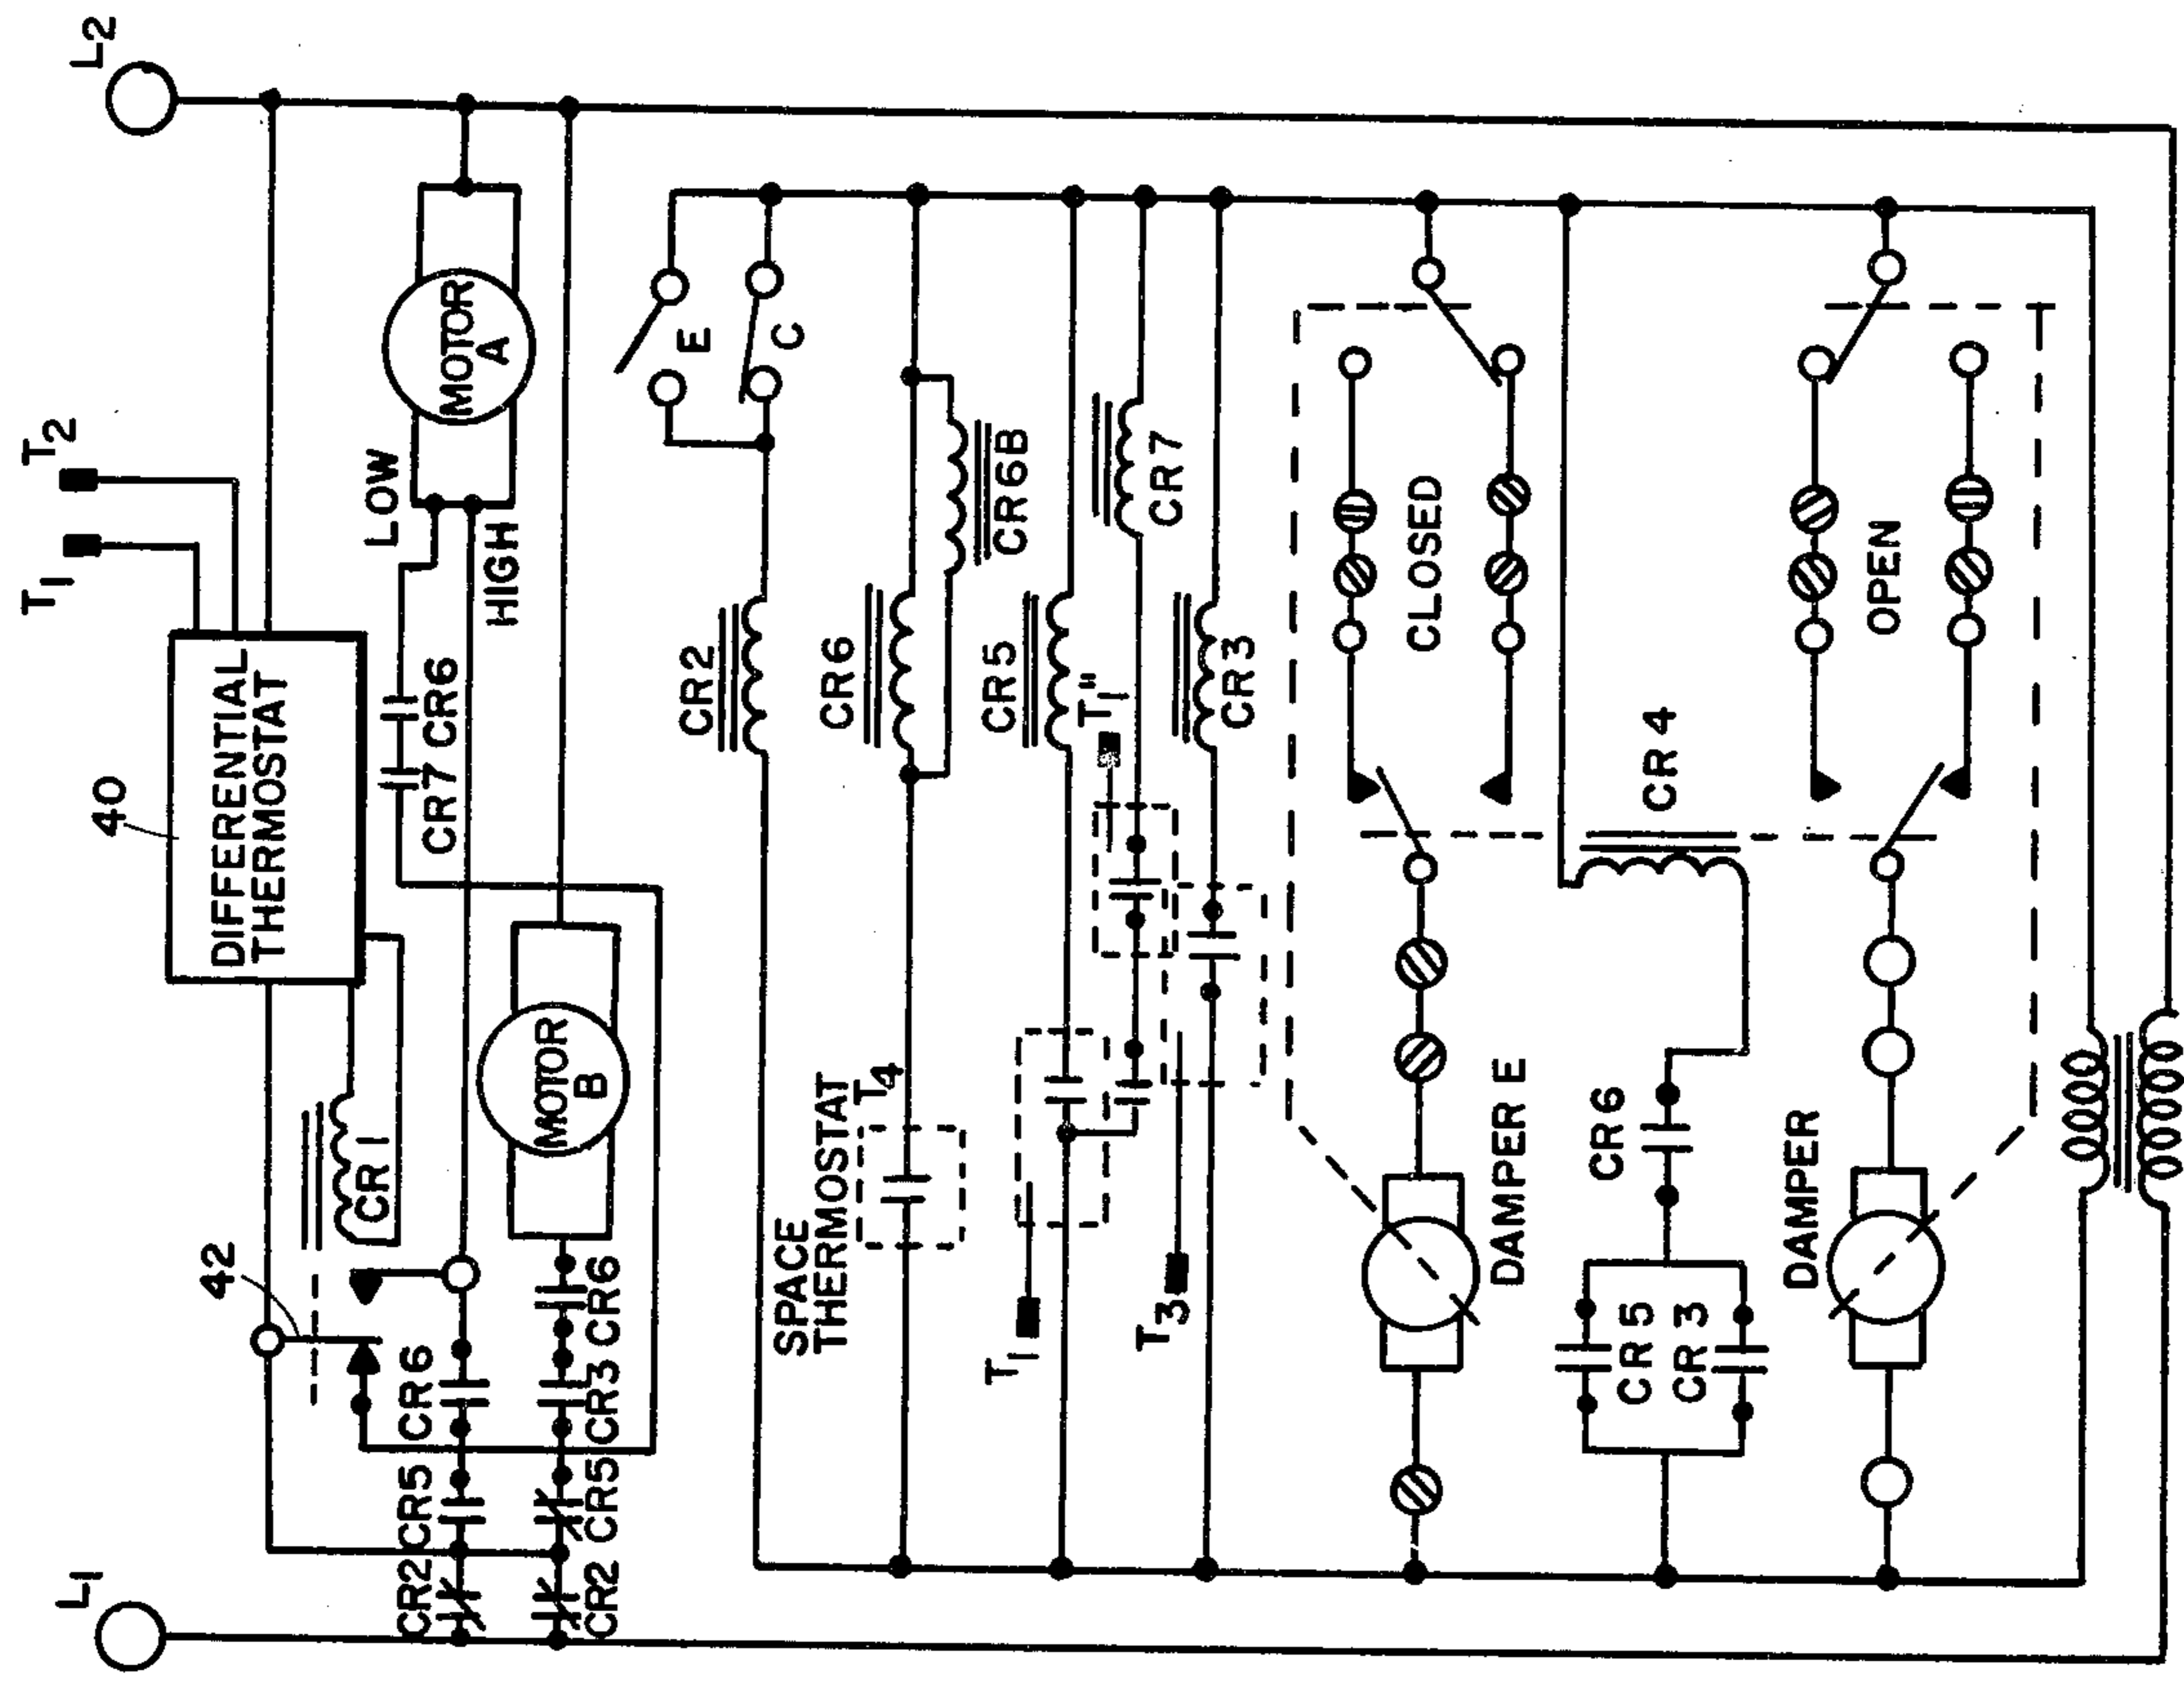 L1
L2
T1
T2
40
DIFFERENTIAL
THERMOSTAT
42
CR1
CR2
CR5
CR6
CR7
CR6
LOW
HIGH
MOTOR
A
CR2
CR5
CR3
CR6
MOTOR
B
E
C
CR2
SPACE
THERMOSTAT
T4
CR6
CR6B
T1
CR5
T1"
CR7
T3
CR3
CLOSED
DAMPER E
CR5
CR3
CR6
CR4
DAMPER
OPEN